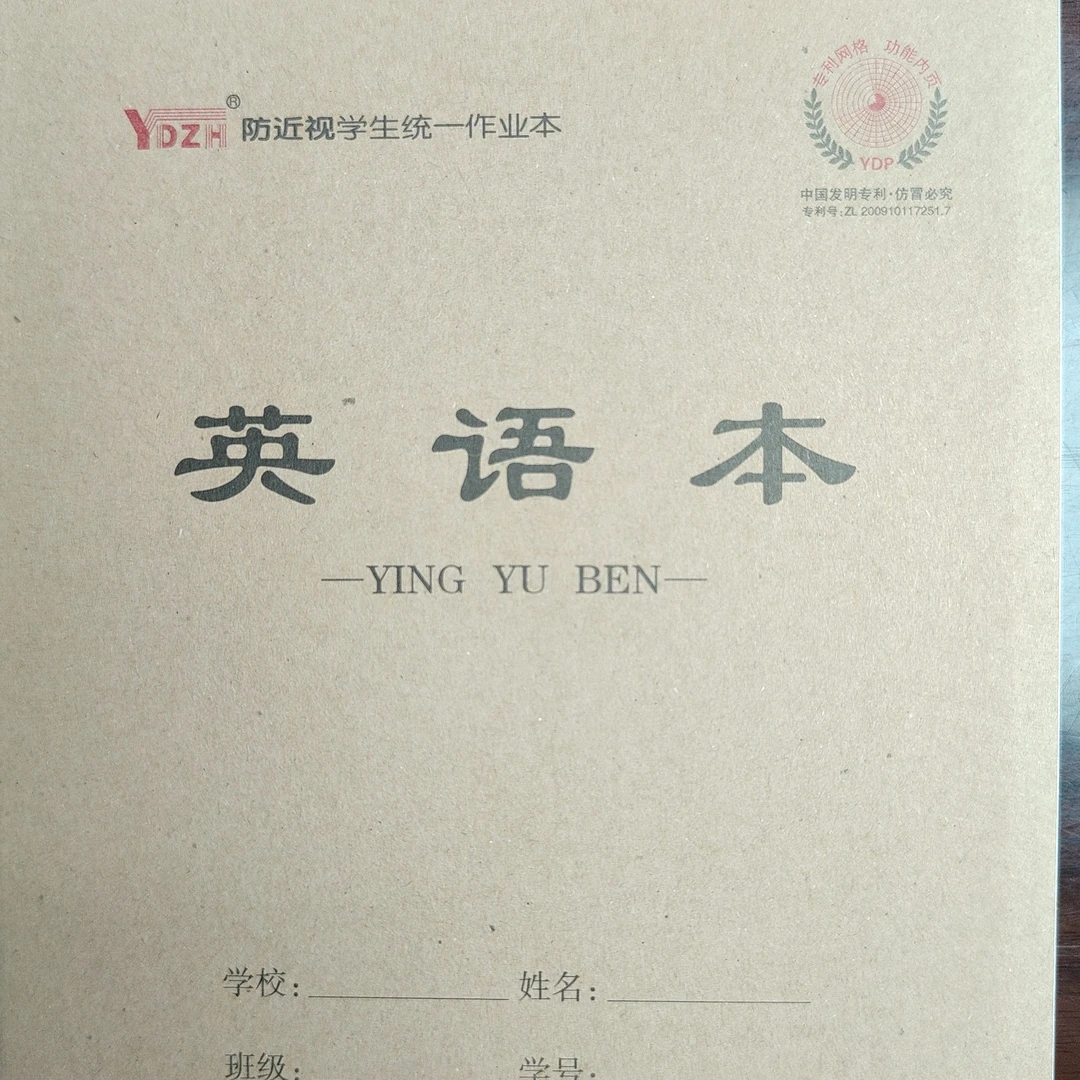 YDZH® 防近视学生统一作业本
专利网格 功能内页
YDP
中国发明专利·仿冒必究
专利号:ZL 200910117251.7
英语本
—YING YU BEN—
学校: 姓名:
班级: 学号: